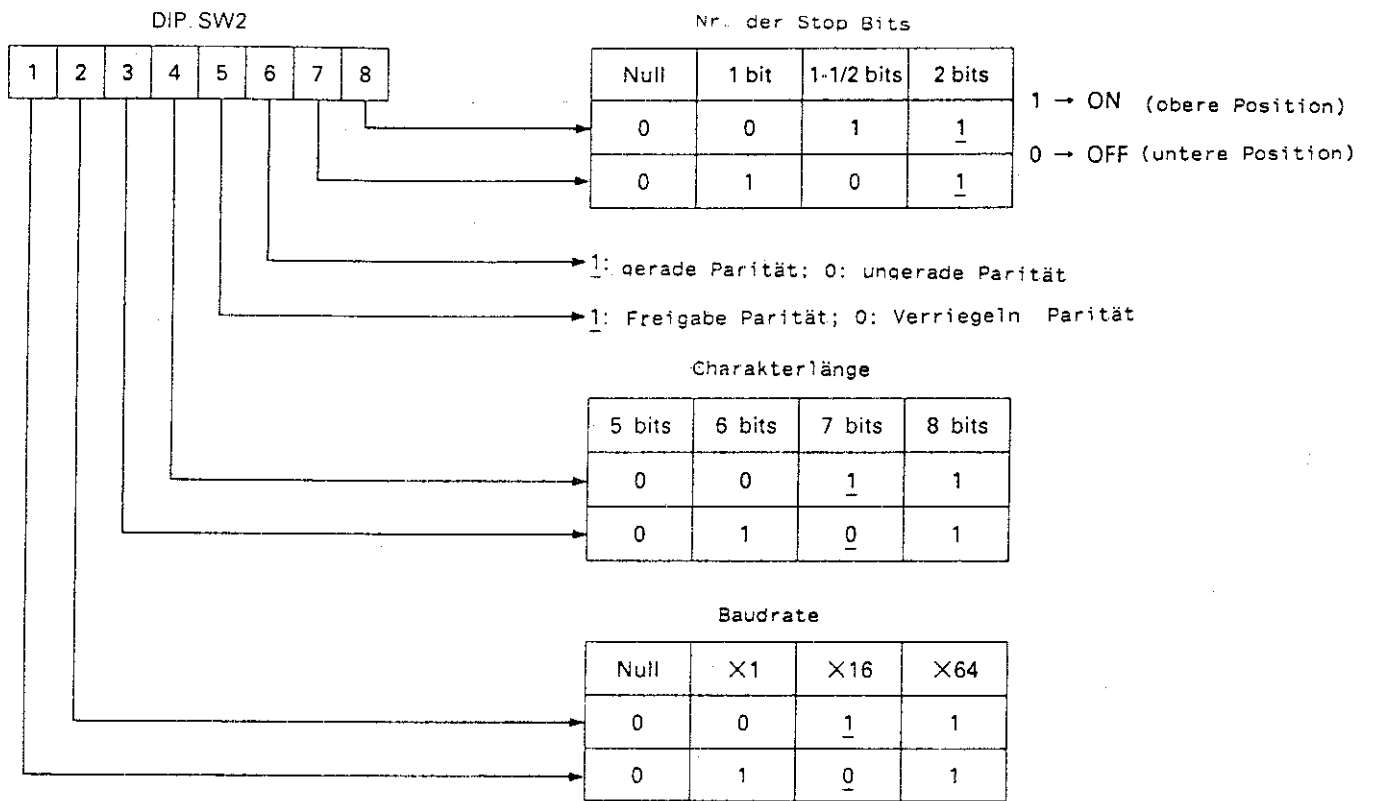 DIP. SW2
1 2 3 4 5 6 7 8
Nr. der Stop Bits
Null 1 bit 1-1/2 bits 2 bits
0 0 1 1
0 1 0 1
1 → ON (obere Position)
0 → OFF (untere Position)
1: gerade Parität; 0: ungerade Parität
1: Freigabe Parität; 0: Verriegeln Parität
Charakterlänge
5 bits 6 bits 7 bits 8 bits
0 0 1 1
0 1 0 1
Baudrate
Null X1 X16 X64
0 0 1 1
0 1 0 1